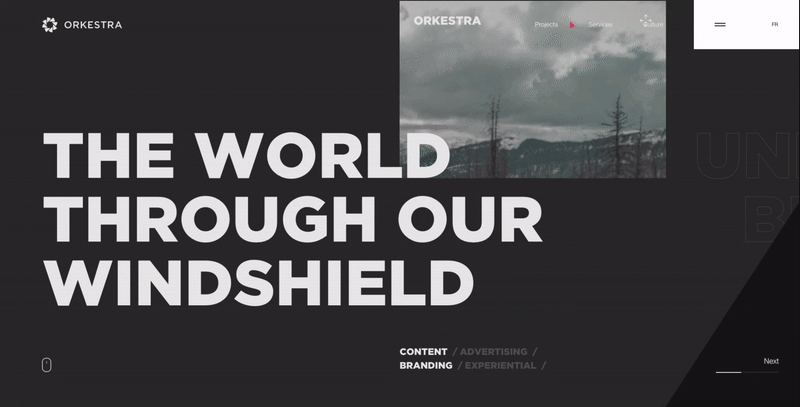 ORKESTRA
ORKESTRA
Projects
Services
Culture
FR
THE WORLD
THROUGH OUR
WINDSHIELD
CONTENT / ADVERTISING /
BRANDING / EXPERIENTIAL /
Next